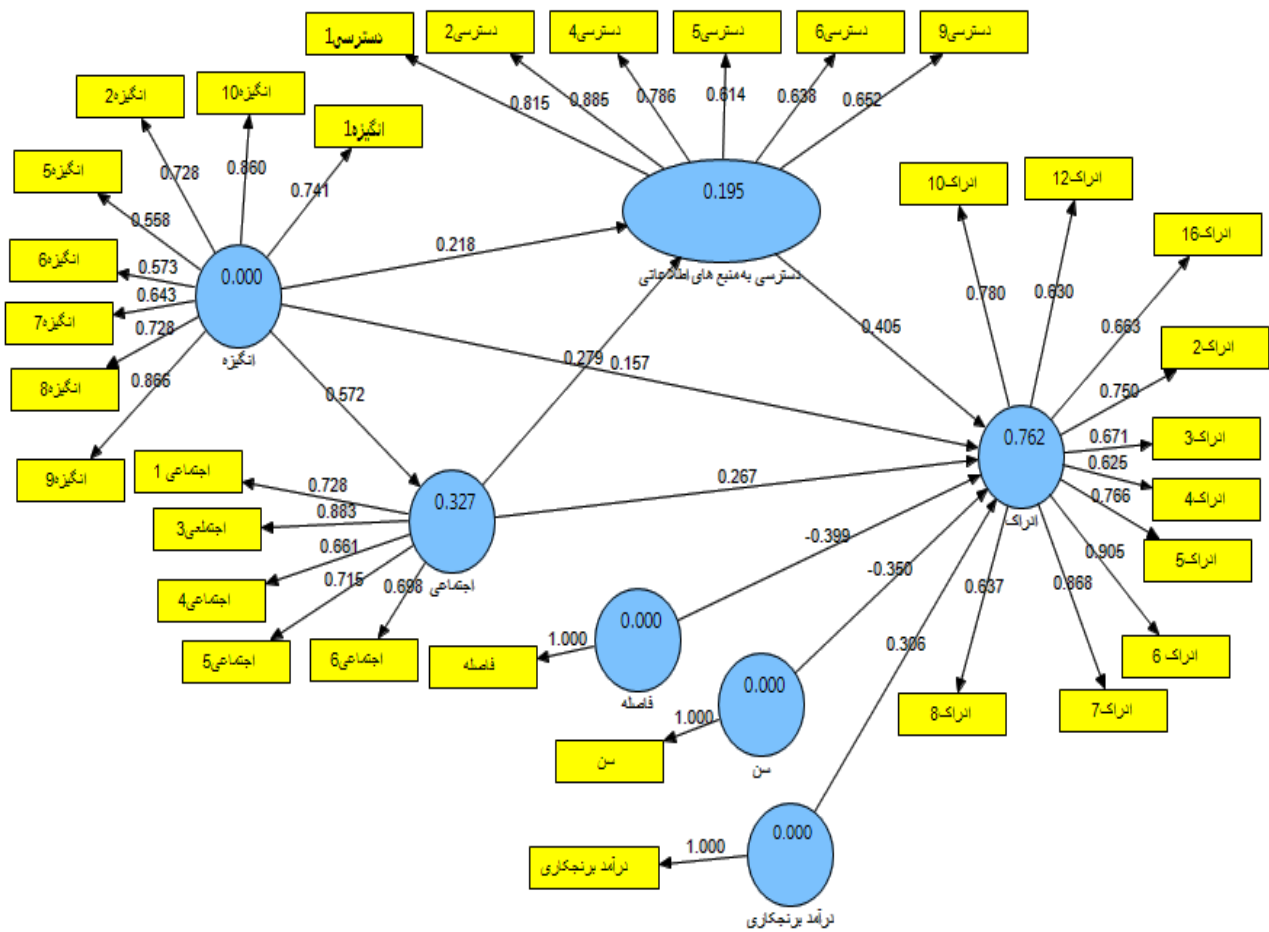 دسترسی1
دسترسی2
دسترسی4
دسترسی5
دسترسی6
دسترسی9
0.815
0.885
0.786
0.614
0.638
0.652
انگیزه2
انگیزه10
انگیزه1
انگیزه5
انگیزه6
انگیزه7
انگیزه8
انگیزه9
0.728
0.860
0.741
0.558
0.573
0.643
0.728
0.866
0.000
انگیزه
0.195
دسترسی به منبع های اطلاعاتی
0.218
0.279
0.157
0.405
0.572
0.267
ادراک10
ادراک12
ادراک16
ادراک2
ادراک3
ادراک4
ادراک5
ادراک 6
ادراک7
ادراک8
0.780
0.630
0.663
0.750
0.671
0.625
0.766
0.905
0.868
0.637
0.762
ادراک
اجتماعی 1
اجتملعی3
اجتماعی4
اجتماعی5
اجتماعی6
0.728
0.883
0.661
0.715
0.698
0.327
اجتماعی
-0.399
-0.350
0.306
0.000
فاصله
1.000
فاصله
0.000
سن
1.000
سن
0.000
درآمد برنجکاری
1.000
درآمد برنجکاری